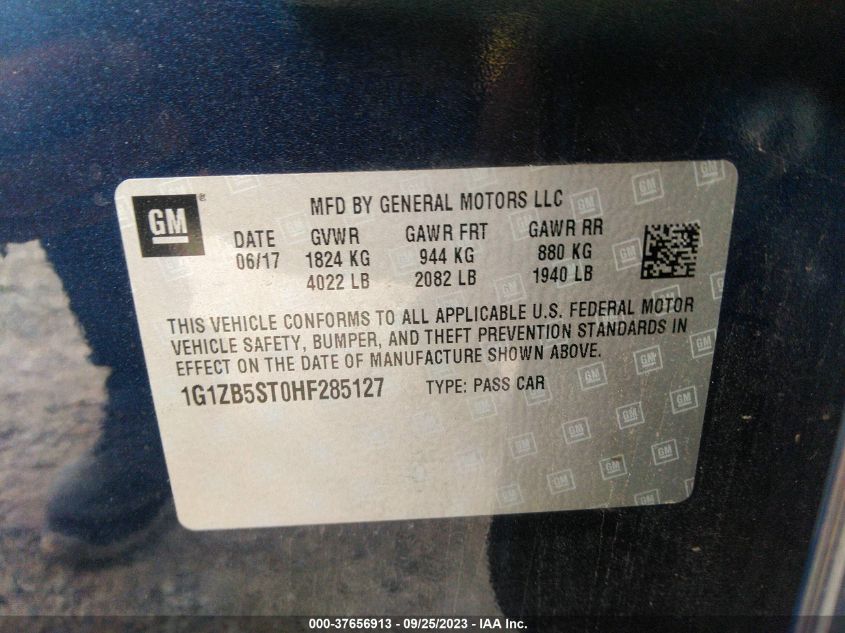 GM
MFD BY GENERAL MOTORS LLC
DATE GVWR GAWR FRT GAWR RR
06/17 1824 KG 944 KG 880 KG
4022 LB 2082 LB 1940 LB
THIS VEHICLE CONFORMS TO ALL APPLICABLE U.S. FEDERAL MOTOR
VEHICLE SAFETY, BUMPER, AND THEFT PREVENTION STANDARDS IN
EFFECT ON THE DATE OF MANUFACTURE SHOWN ABOVE.
1G1ZB5ST0HF285127 TYPE: PASS CAR
000-37656913 - 09/25/2023 - IAA Inc.